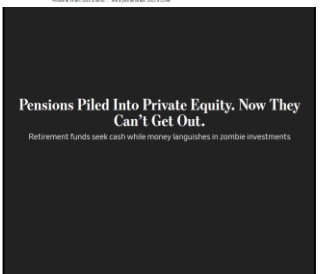 Pensions Piled Into Private Equity. Now They
Can't Get Out.
Retirement funds seek cash while money languishes in zombie investments